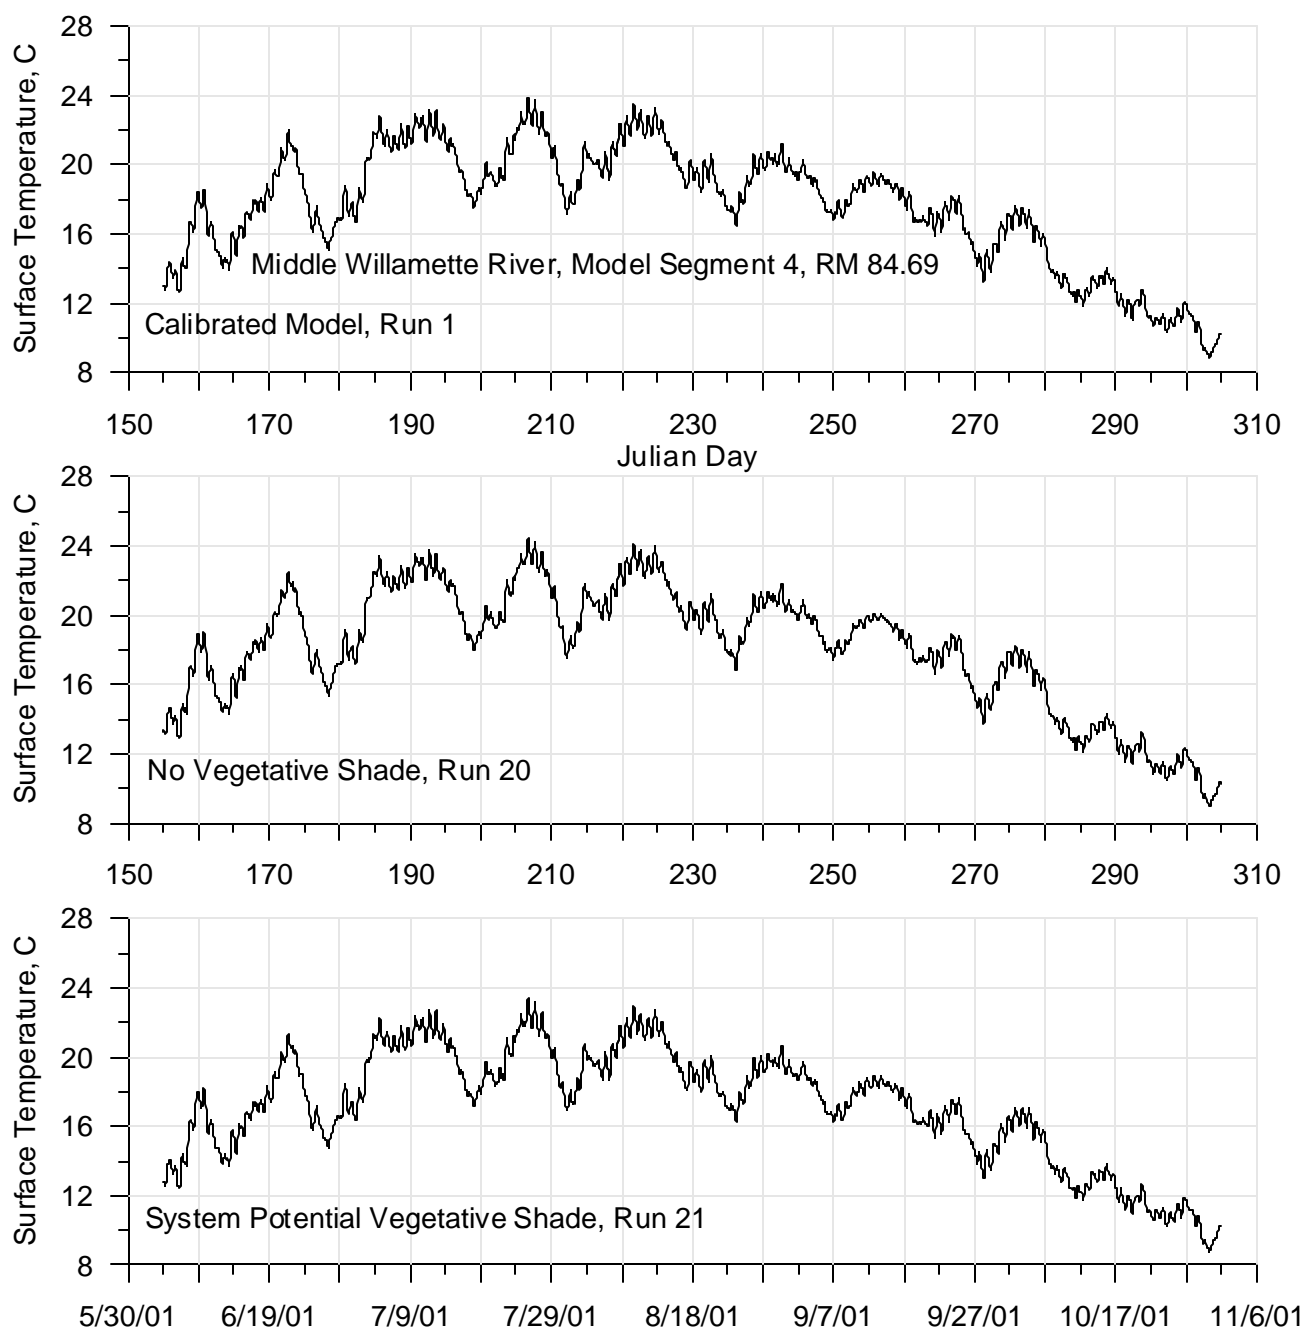 28
24
20
16
12
8
Surface Temperature, C
Middle Willamette River, Model Segment 4, RM 84.69
Calibrated Model, Run 1
150 170 190 210 230 250 270 290 310
Julian Day
28
24
20
16
12
8
Surface Temperature, C
No Vegetative Shade, Run 20
150 170 190 210 230 250 270 290 310
28
24
20
16
12
8
Surface Temperature, C
System Potential Vegetative Shade, Run 21
5/30/01 6/19/01 7/9/01 7/29/01 8/18/01 9/7/01 9/27/01 10/17/01 11/6/01